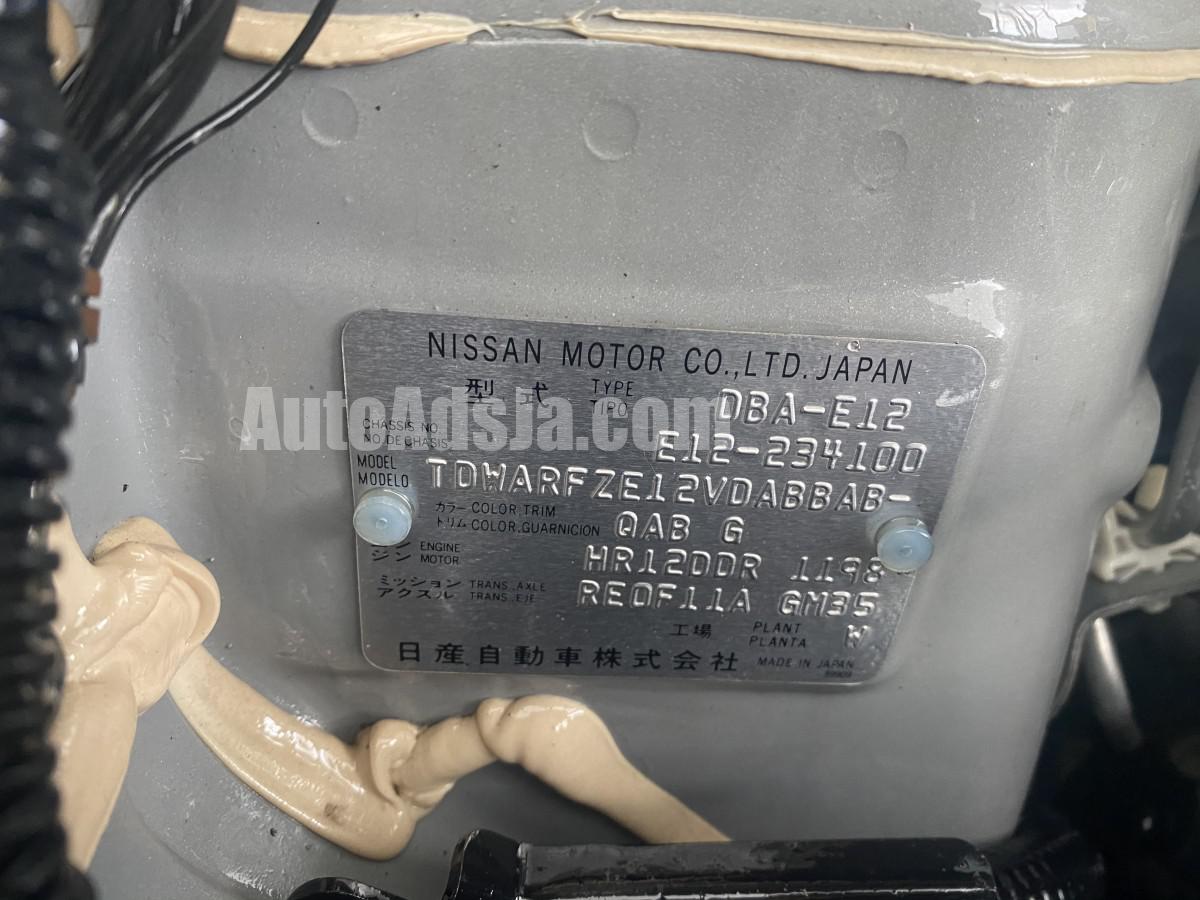 NISSAN MOTOR CO.,LTD. JAPAN
型式 TYPE TIPO DBA-E12
AutoAdsja.com
CHASSIS NO. NO. DE CHASIS E12-234100
MODEL MODELO TDWARFZE12VDABBAB-
カラー COLOR,TRIM トリム COLOR,GUARNICION QAB G
ジン ENGINE MOTOR HR12DDR 1198
ミッション TRANS.,AXLE アクスル TRANS.,EJE RE0F11A GM35
工場 PLANT PLANTA W
日産自動車株式会社 MADE IN JAPAN